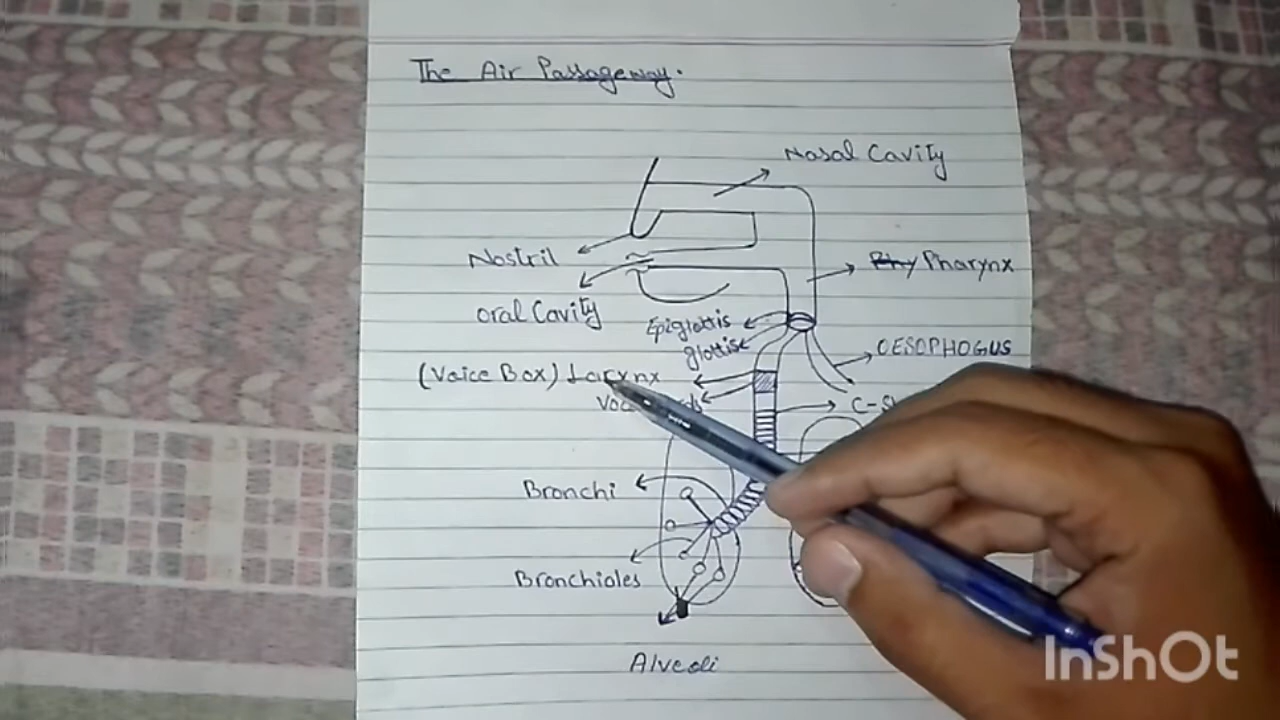 The Air Passageway.
Nasal Cavity
Nostril
Phy Pharynx
oral Cavity
Epiglottis
glottis
OESOPHOGUS
(Voice Box) Larynx
Bronchi
Bronchioles
Alveoli
InShOt